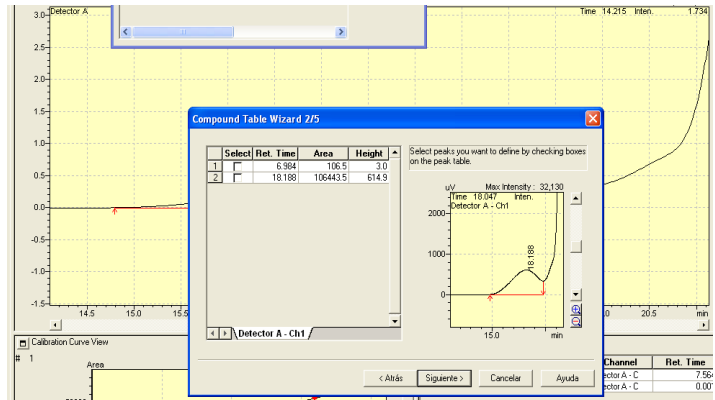 Detector A
Time 14.215 Inten. 1.734
3.0
2.5
2.0
1.5
1.0
0.5
0.0
-0.5
-1.0
-1.5
14.5 15.0 15.5
20.5 min
Compound Table Wizard 2/5
Select Ret. Time Area Height
1 6.984 106.5 3.0
2 18.188 106443.5 614.9
Detector A - Ch1
Select peaks you want to define by checking boxes
on the peak table.
uV Max Intensity : 32,130
Time 18.047 Inten.
Detector A - Ch1
2000
1000
0
18.188
15.0 min
< Atrás Siguiente > Cancelar Ayuda
Calibration Curve View
# 1
Area
Channel Ret. Time
ector A - C 7.564
ector A - C 0.001